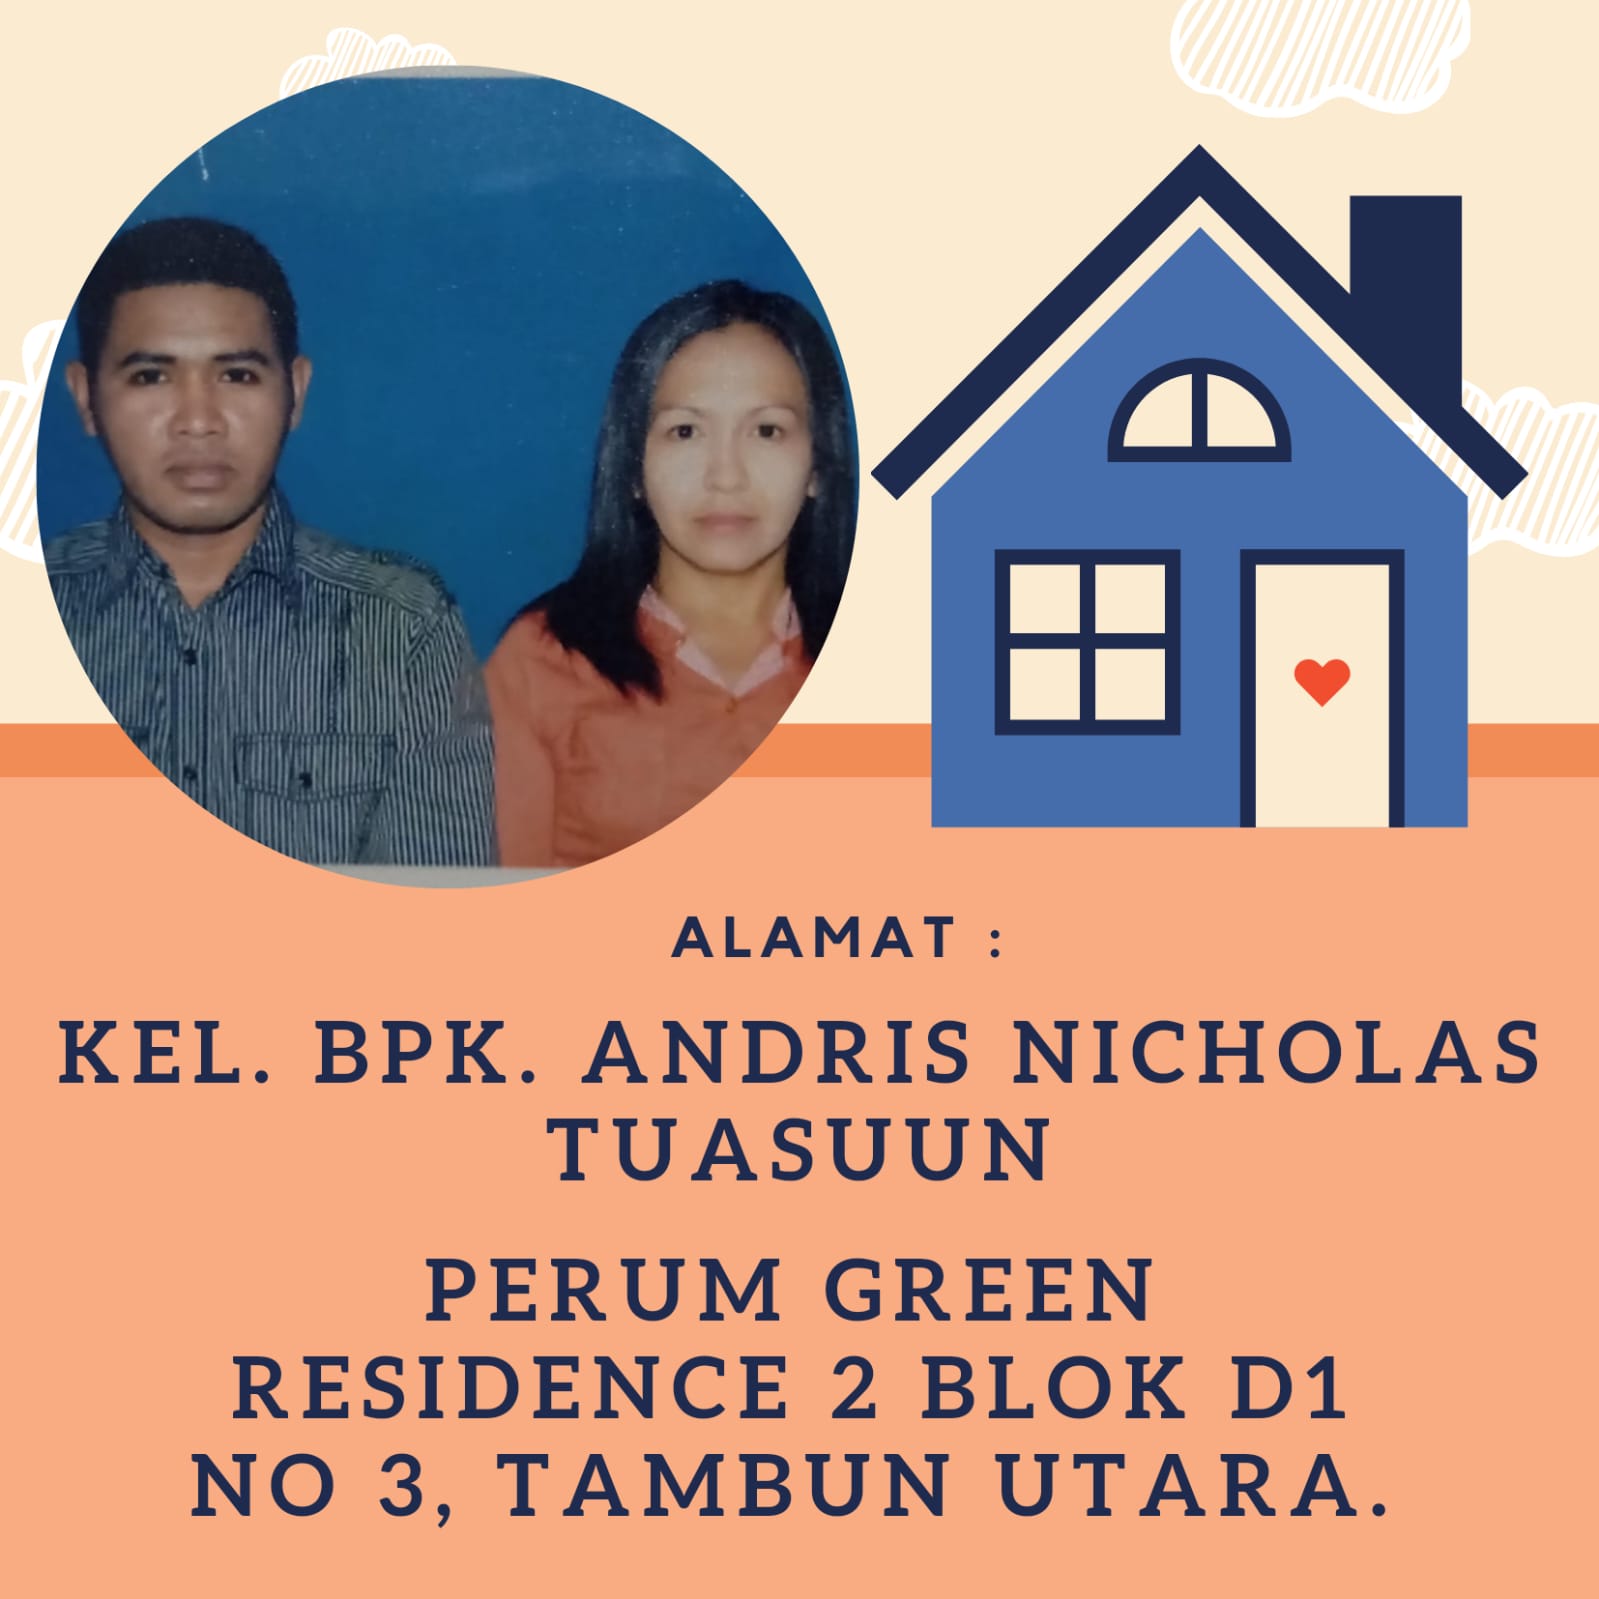 ALAMAT :
KEL. BPK. ANDRIS NICHOLAS
TUASUUN
PERUM GREEN
RESIDENCE 2 BLOK D1
NO 3, TAMBUN UTARA.